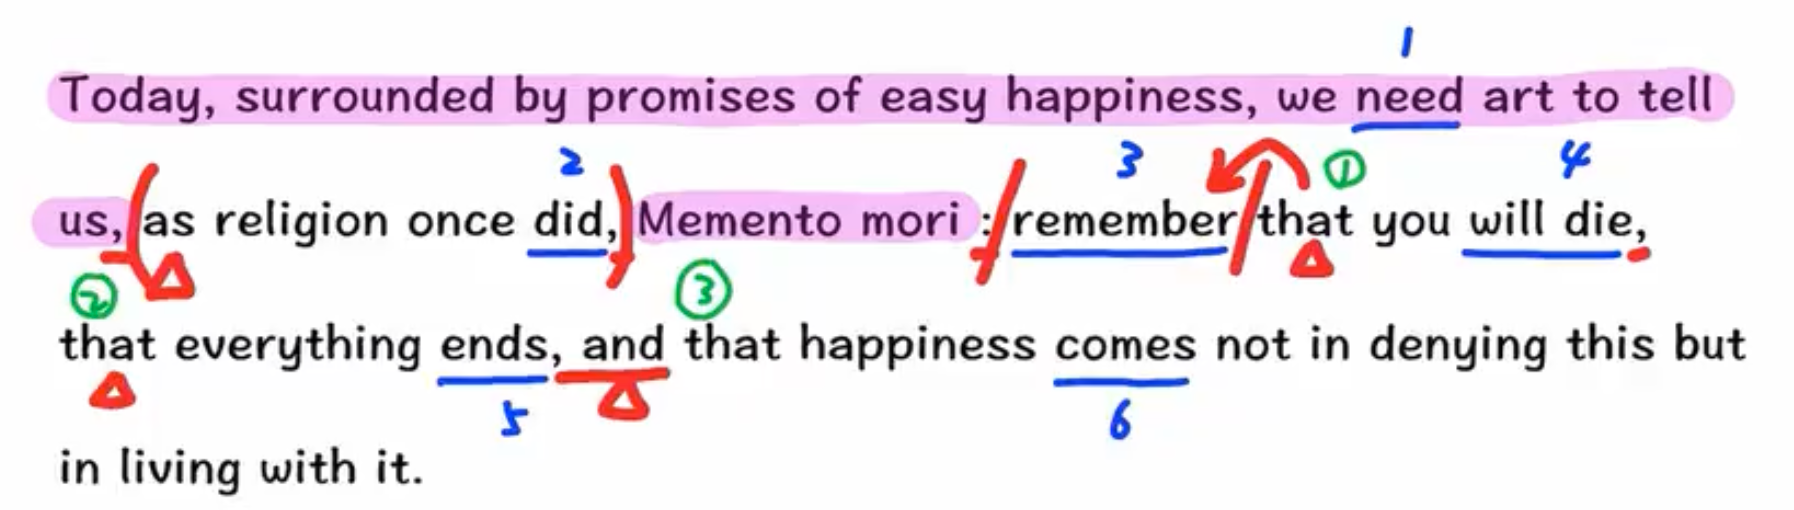 1
Today, surrounded by promises of easy happiness, we need art to tell
2 3 ① 4
us, as religion once did, Memento mori : remember that you will die,
② ③
that everything ends, and that happiness comes not in denying this but
5 6
in living with it.